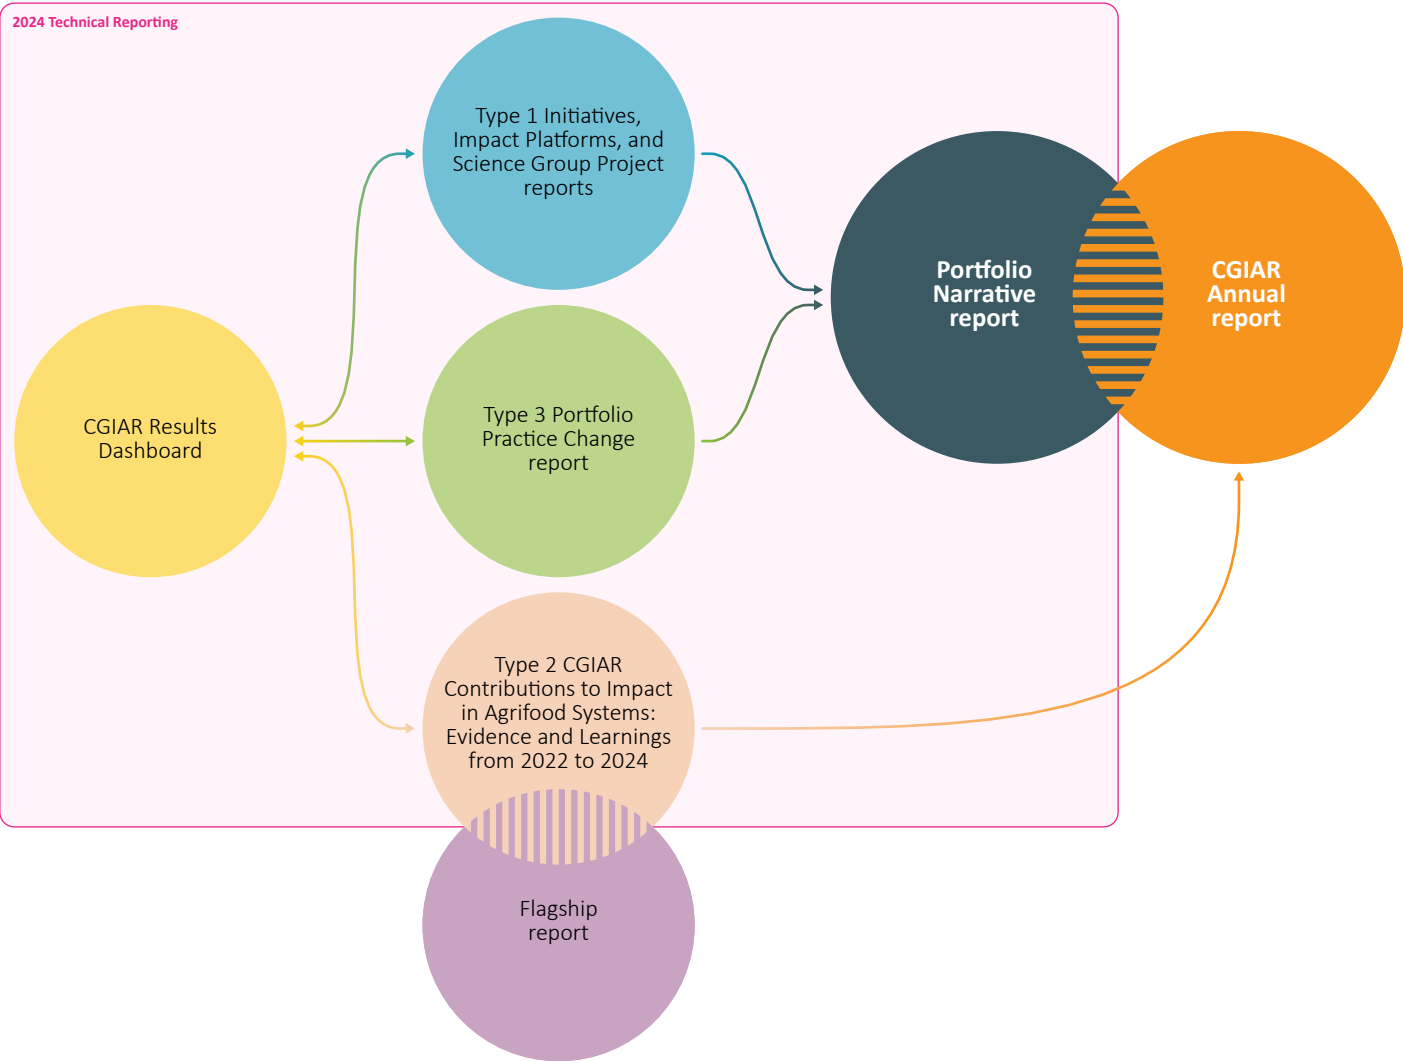 2024 Technical Reporting
Type 1 Initiatives,
Impact Platforms, and
Science Group Project
reports
Portfolio
Narrative
report
CGIAR
Annual
report
CGIAR Results
Dashboard
Type 3 Portfolio
Practice Change
report
Type 2 CGIAR
Contributions to Impact
in Agrifood Systems:
Evidence and Learnings
from 2022 to 2024
Flagship
report